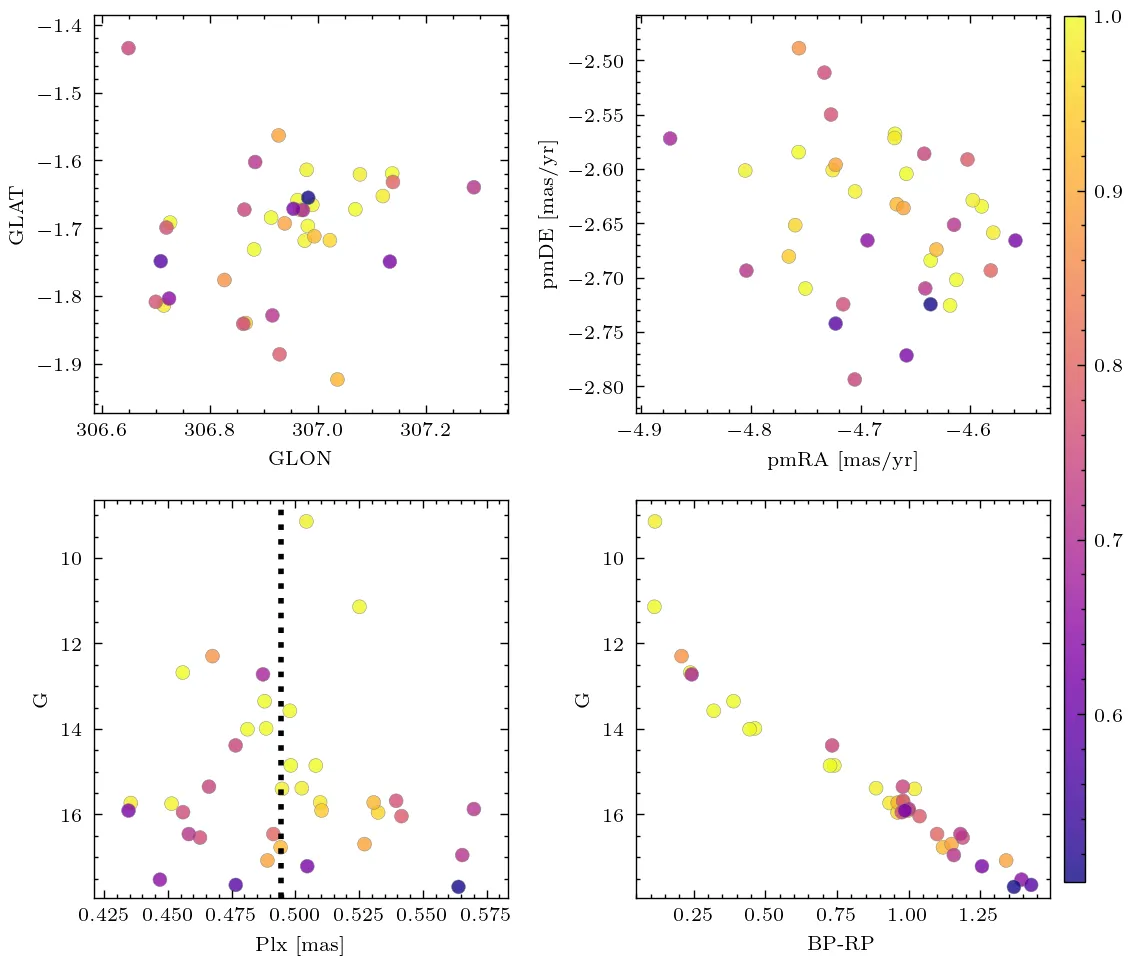 −1.4
−1.5
−1.6
−1.7
−1.8
−1.9
GLAT
306.6 306.8 307.0 307.2
GLON
−2.50
−2.55
−2.60
−2.65
−2.70
−2.75
−2.80
pmDE [mas/yr]
−4.9 −4.8 −4.7 −4.6
pmRA [mas/yr]
10
12
14
16
G
0.425 0.450 0.475 0.500 0.525 0.550 0.575
Plx [mas]
10
12
14
16
G
0.25 0.50 0.75 1.00 1.25
BP-RP
1.0
0.9
0.8
0.7
0.6